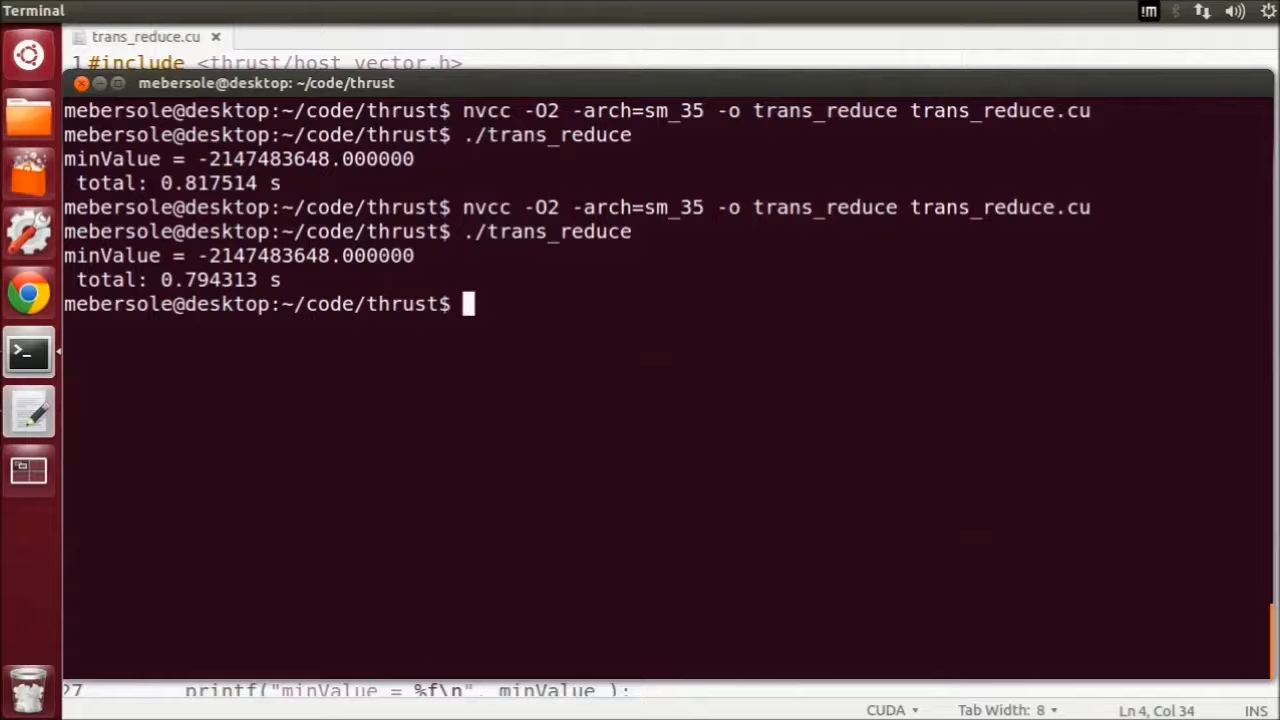 Terminal
!m
trans_reduce.cu
1 #include <thrust/host_vector.h>
mebersole@desktop: ~/code/thrust
mebersole@desktop:~/code/thrust$ nvcc -O2 -arch=sm_35 -o trans_reduce trans_reduce.cu
mebersole@desktop:~/code/thrust$ ./trans_reduce
minValue = -2147483648.000000
total: 0.817514 s
mebersole@desktop:~/code/thrust$ nvcc -O2 -arch=sm_35 -o trans_reduce trans_reduce.cu
mebersole@desktop:~/code/thrust$ ./trans_reduce
minValue = -2147483648.000000
total: 0.794313 s
mebersole@desktop:~/code/thrust$
27 printf("minValue = %f\n", minValue );
CUDA Tab Width: 8 Ln 4, Col 34 INS